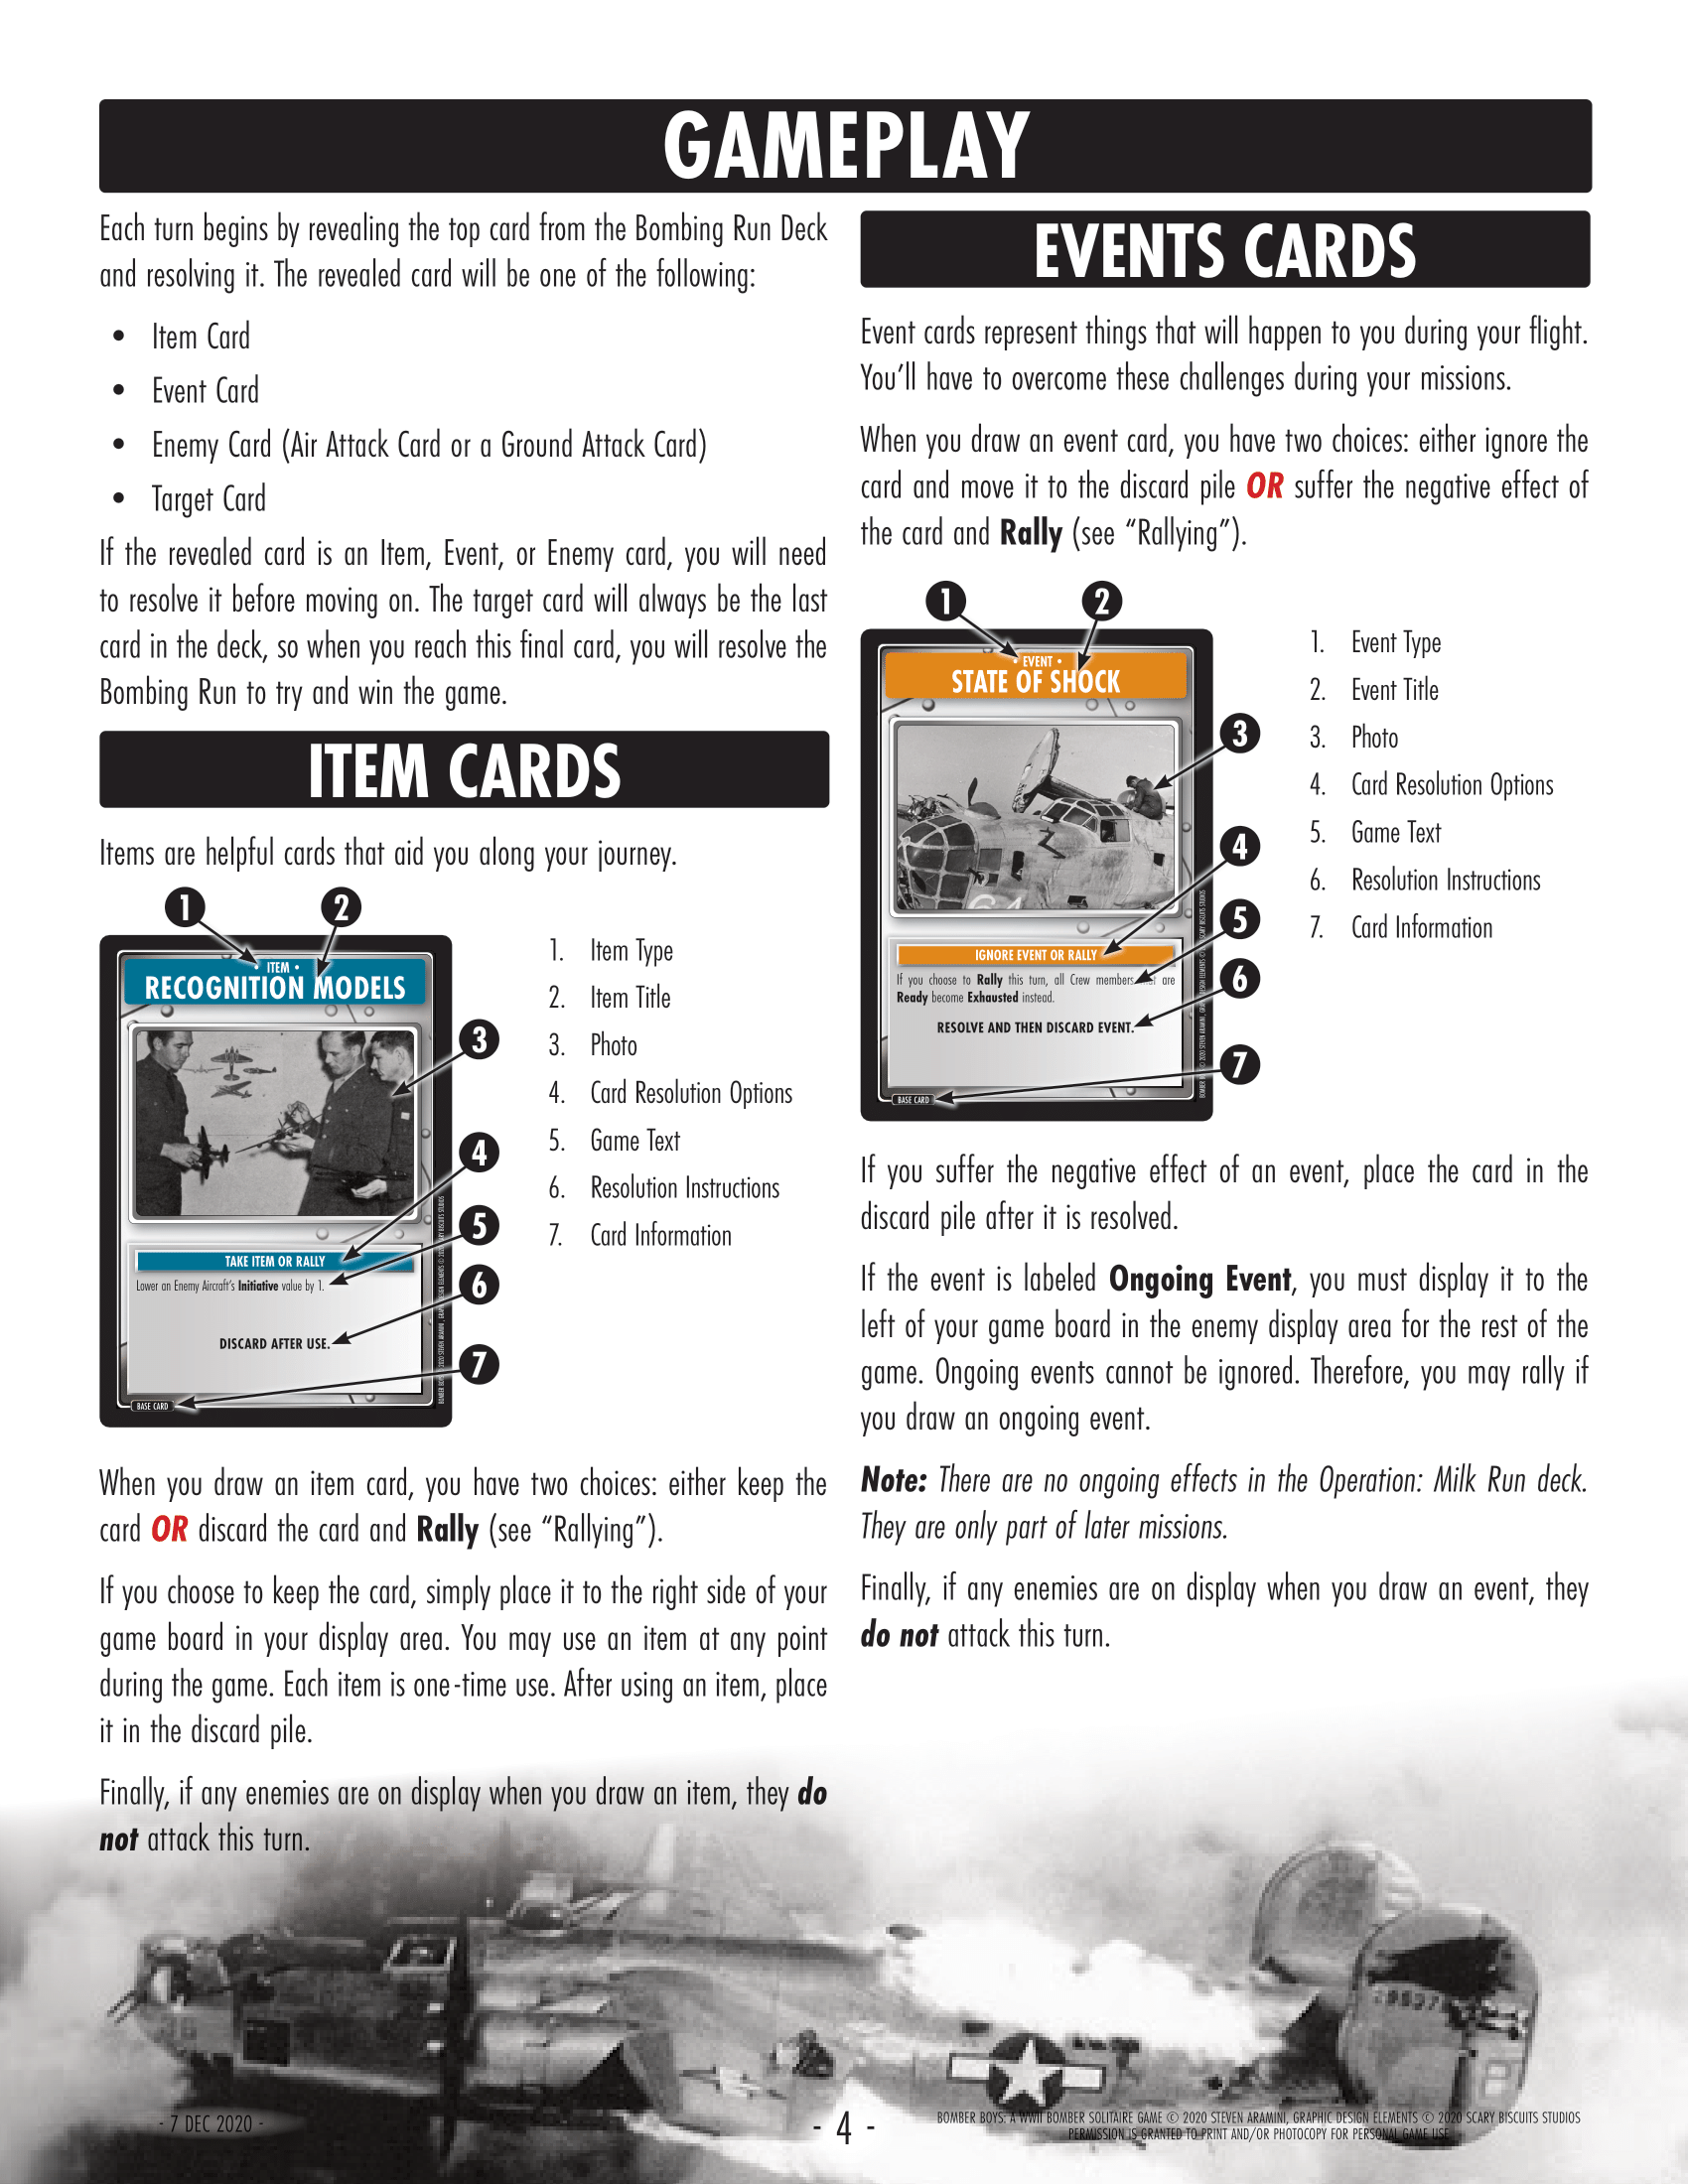 GAMEPLAY
Each turn begins by revealing the top card from the Bombing Run Deck
and resolving it. The revealed card will be one of the following:
• Item Card
• Event Card
• Enemy Card (Air Attack Card or a Ground Attack Card)
• Target Card
If the revealed card is an Item, Event, or Enemy card, you will need
to resolve it before moving on. The target card will always be the last
card in the deck, so when you reach this final card, you will resolve the
Bombing Run to try and win the game.
ITEM CARDS
Items are helpful cards that aid you along your journey.
1 2
• ITEM •
RECOGNITION MODELS
3
4
5
6
7
TAKE ITEM OR RALLY
Lower an Enemy Aircraft's Initiative value by 1.
DISCARD AFTER USE.
BASE CARD
1. Item Type
2. Item Title
3. Photo
4. Card Resolution Options
5. Game Text
6. Resolution Instructions
7. Card Information
When you draw an item card, you have two choices: either keep the
card OR discard the card and Rally (see “Rallying”).
If you choose to keep the card, simply place it to the right side of your
game board in your display area. You may use an item at any point
during the game. Each item is one-time use. After using an item, place
it in the discard pile.
Finally, if any enemies are on display when you draw an item, they do
not attack this turn.
EVENTS CARDS
Event cards represent things that will happen to you during your flight.
You’ll have to overcome these challenges during your missions.
When you draw an event card, you have two choices: either ignore the
card and move it to the discard pile OR suffer the negative effect of
the card and Rally (see “Rallying”).
1 2
• EVENT •
STATE OF SHOCK
3
4
5
6
7
IGNORE EVENT OR RALLY
If you choose to Rally this turn, all Crew members are
Ready become Exhausted instead.
RESOLVE AND THEN DISCARD EVENT.
BASE CARD
1. Event Type
2. Event Title
3. Photo
4. Card Resolution Options
5. Game Text
6. Resolution Instructions
7. Card Information
If you suffer the negative effect of an event, place the card in the
discard pile after it is resolved.
If the event is labeled Ongoing Event, you must display it to the
left of your game board in the enemy display area for the rest of the
game. Ongoing events cannot be ignored. Therefore, you may rally if
you draw an ongoing event.
Note: There are no ongoing effects in the Operation: Milk Run deck.
They are only part of later missions.
Finally, if any enemies are on display when you draw an event, they
do not attack this turn.
- 7 DEC 2020 -
- 4 -
BOMBER BOYS: A WWII BOMBER SOLITAIRE GAME © 2020 STEVEN ARAMINI, GRAPHIC DESIGN ELEMENTS © 2020 SCARY BISCUITS STUDIOS
PERMISSION IS GRANTED TO PRINT AND/OR PHOTOCOPY FOR PERSONAL GAME USE